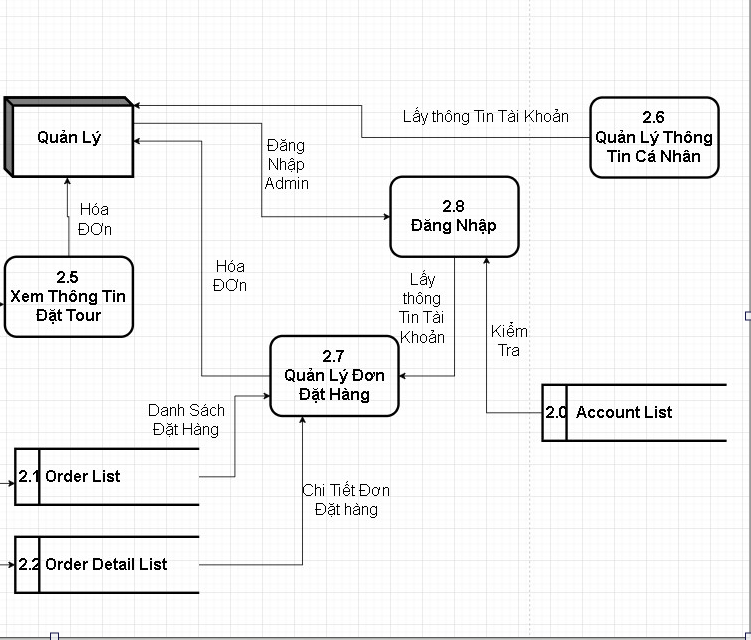 Quản Lý
Lấy thông Tin Tài Khoản
2.6
Quản Lý Thông
Tin Cá Nhân
Đăng
Nhập
Admin
2.8
Đăng Nhập
Hóa
ĐƠn
2.5
Xem Thông Tin
Đặt Tour
Hóa
ĐƠn
Lấy
thông
Tin Tài
Khoản
Kiểm
Tra
2.7
Quản Lý Đơn
Đặt Hàng
Danh Sách
Đặt Hàng
2.0 Account List
2.1 Order List
Chi Tiết Đơn
Đặt hàng
2.2 Order Detail List